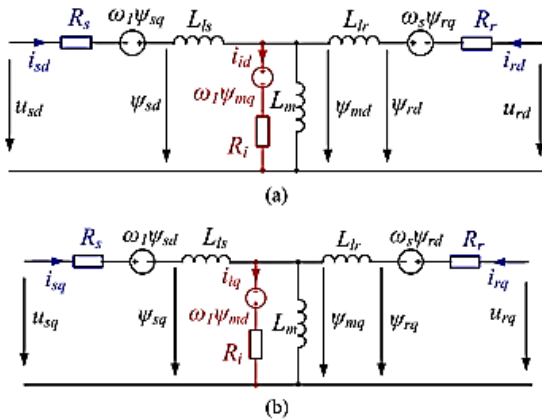 R_s ω_1ψ_sq L_ls L_lr ω_sψ_rq R_r
i_sd i_id i_rd
u_sd ψ_sd ω_1ψ_mq L_m ψ_md ψ_rd u_rd
R_i
(a)
R_s ω_1ψ_sd L_ls L_lr ω_sψ_rd R_r
i_sq i_iq i_rq
u_sq ψ_sq ω_1ψ_md L_m ψ_mq ψ_rq u_rq
R_i
(b)